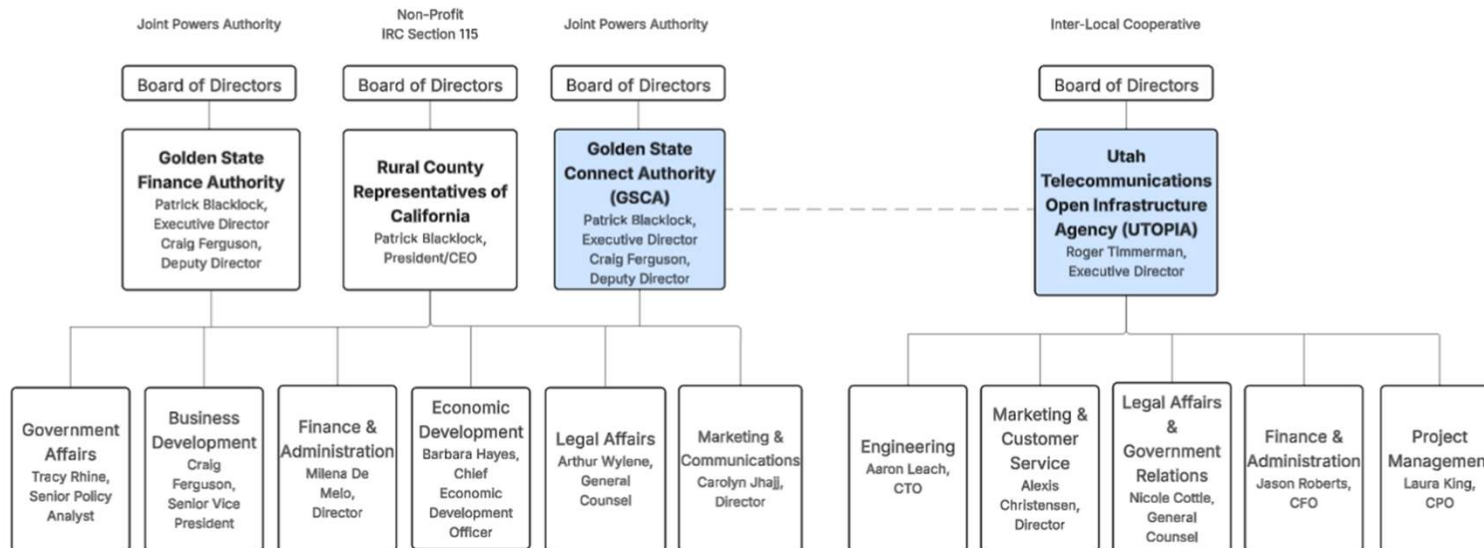 Joint Powers Authority
Non-Profit
IRC Section 115
Joint Powers Authority
Inter-Local Cooperative
Board of Directors
Board of Directors
Board of Directors
Board of Directors
Golden State
Finance Authority
Patrick Blacklock,
Executive Director
Craig Ferguson,
Deputy Director
Rural County
Representatives of
California
Patrick Blacklock,
President/CEO
Golden State
Connect Authority
(GSCA)
Patrick Blacklock,
Executive Director
Craig Ferguson,
Deputy Director
Utah
Telecommunications
Open Infrastructure
Agency (UTOPIA)
Roger Timmerman,
Executive Director
Government
Affairs
Tracy Rhine,
Senior Policy
Analyst
Business
Development
Craig
Ferguson,
Senior Vice
President
Finance &
Administration
Milena De
Melo,
Director
Economic
Development
Barbara Hayes,
Chief
Economic
Development
Officer
Legal Affairs
Arthur Wylene,
General
Counsel
Marketing &
Communications
Carolyn Jhajj,
Director
Engineering
Aaron Leach,
CTO
Marketing &
Customer
Service
Alexis
Christensen,
Director
Legal Affairs
&
Government
Relations
Nicole Cottle,
General
Counsel
Finance &
Administration
Jason Roberts,
CFO
Project
Management
Laura King,
CPO